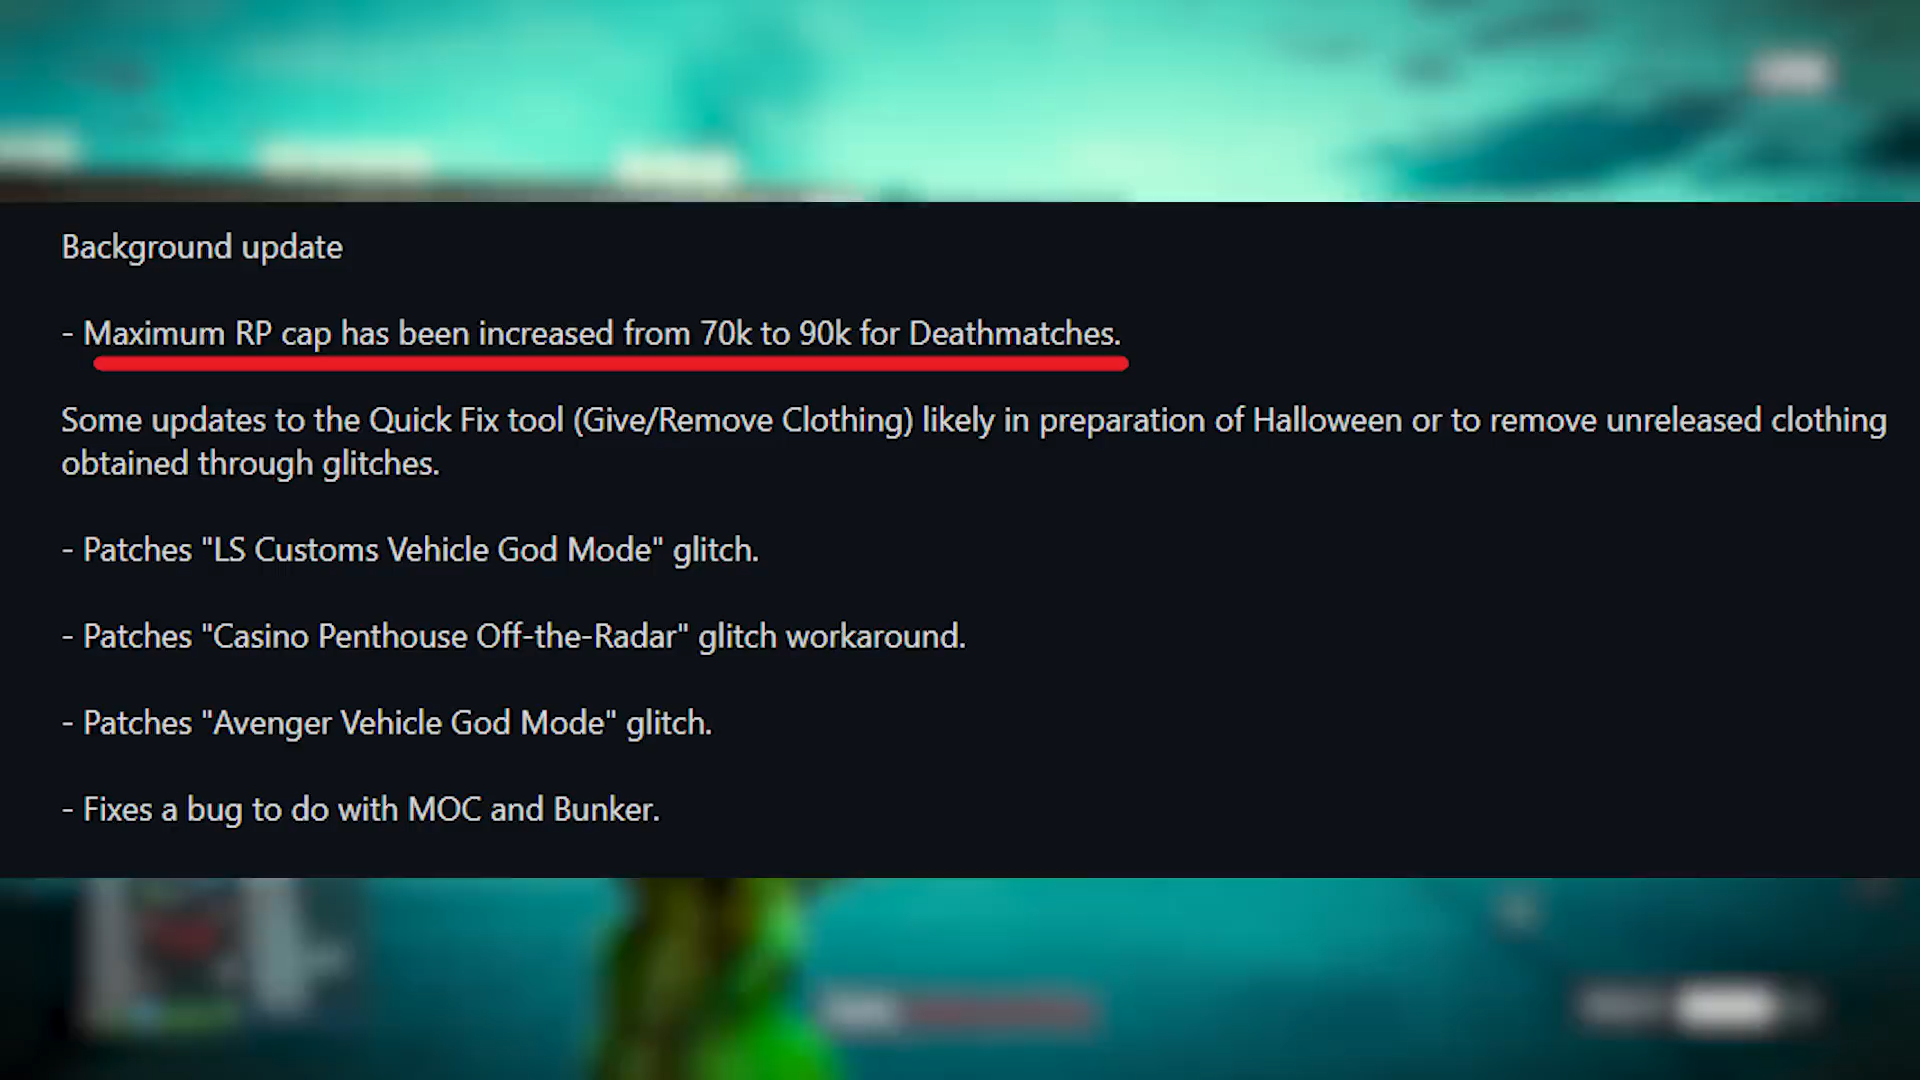 Background update
- Maximum RP cap has been increased from 70k to 90k for Deathmatches.
Some updates to the Quick Fix tool (Give/Remove Clothing) likely in preparation of Halloween or to remove unreleased clothing
obtained through glitches.
- Patches "LS Customs Vehicle God Mode" glitch.
- Patches "Casino Penthouse Off-the-Radar" glitch workaround.
- Patches "Avenger Vehicle God Mode" glitch.
- Fixes a bug to do with MOC and Bunker.